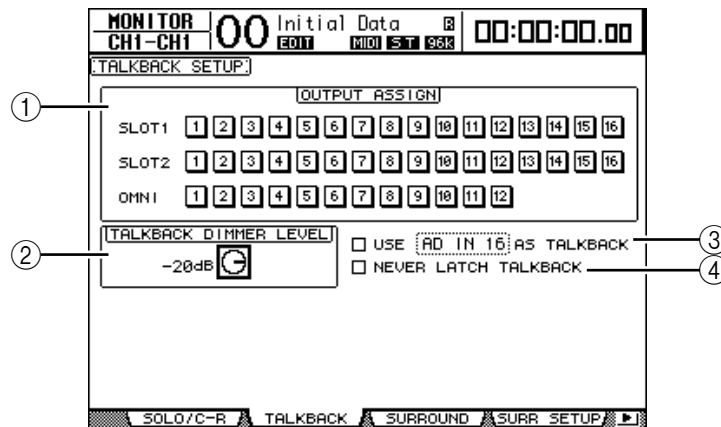 MONITOR
CH1-CH1
00
Initial Data
R
EDIT MIDI ST 96K
00:00:00.00
TALKBACK SETUP
1
OUTPUT ASSIGN
SLOT1 1 2 3 4 5 6 7 8 9 10 11 12 13 14 15 16
SLOT2 1 2 3 4 5 6 7 8 9 10 11 12 13 14 15 16
OMNI 1 2 3 4 5 6 7 8 9 10 11 12
2
TALKBACK DIMMER LEVEL
-20dB
USE AD IN 16 AS TALKBACK
3
NEVER LATCH TALKBACK
4
SOLO/C-R TALKBACK SURROUND SURR SETUP